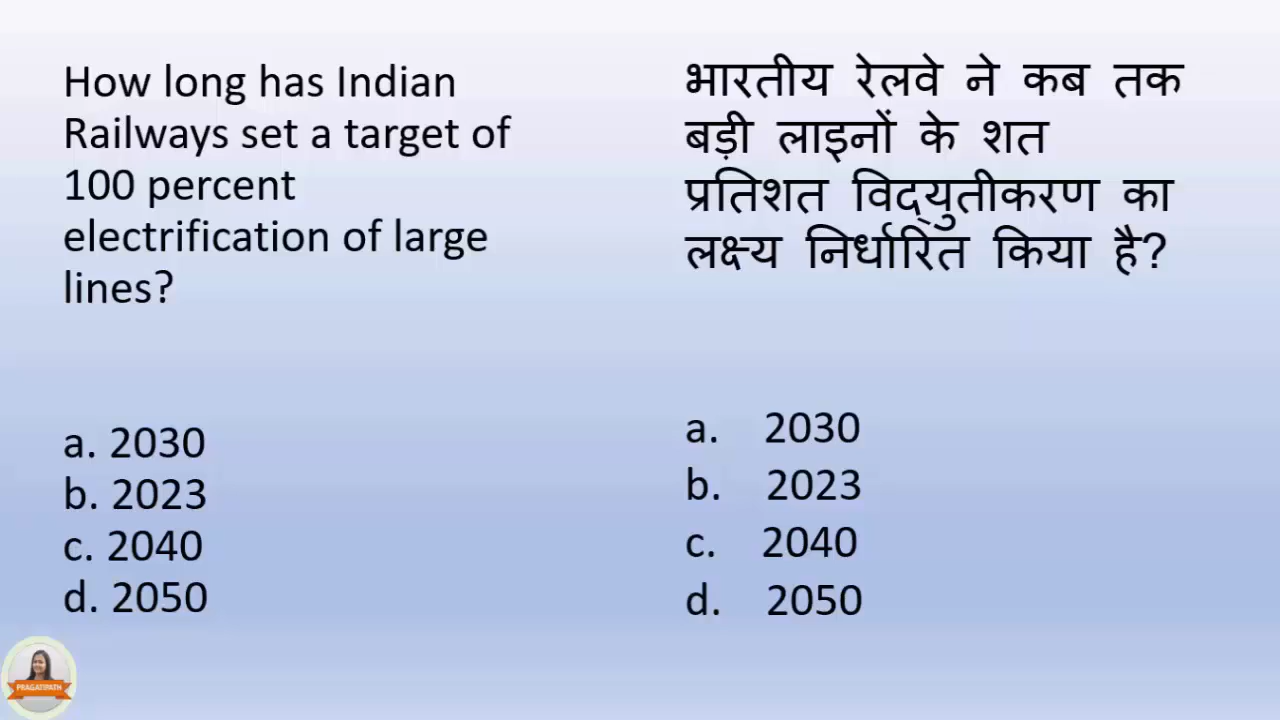 How long has Indian
Railways set a target of
100 percent
electrification of large
lines?
a. 2030
b. 2023
c. 2040
d. 2050
भारतीय रेलवे ने कब तक
बड़ी लाइनों के शत
प्रतिशत विद्युतीकरण का
लक्ष्य निर्धारित किया है?
a. 2030
b. 2023
c. 2040
d. 2050
PRAGATIPATH